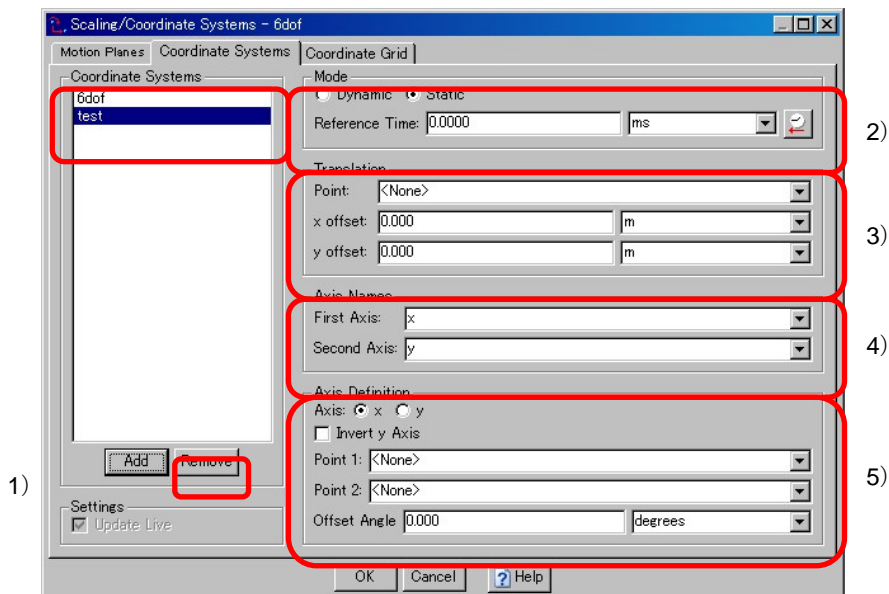 Scaling/Coordinate Systems - 6dof
Motion Planes Coordinate Systems Coordinate Grid
Coordinate Systems
6dof
test
Add Remove
1)
Settings
Update Live
Mode
Dynamic Static
Reference Time: 0.0000 ms
2)
Translation
Point: <None>
x offset: 0.000 m
y offset: 0.000 m
3)
Axis Names
First Axis: x
Second Axis: y
4)
Axis Definition
Axis: x y
Invert y Axis
Point 1: <None>
Point 2: <None>
Offset Angle 0.000 degrees
5)
OK Cancel ? Help